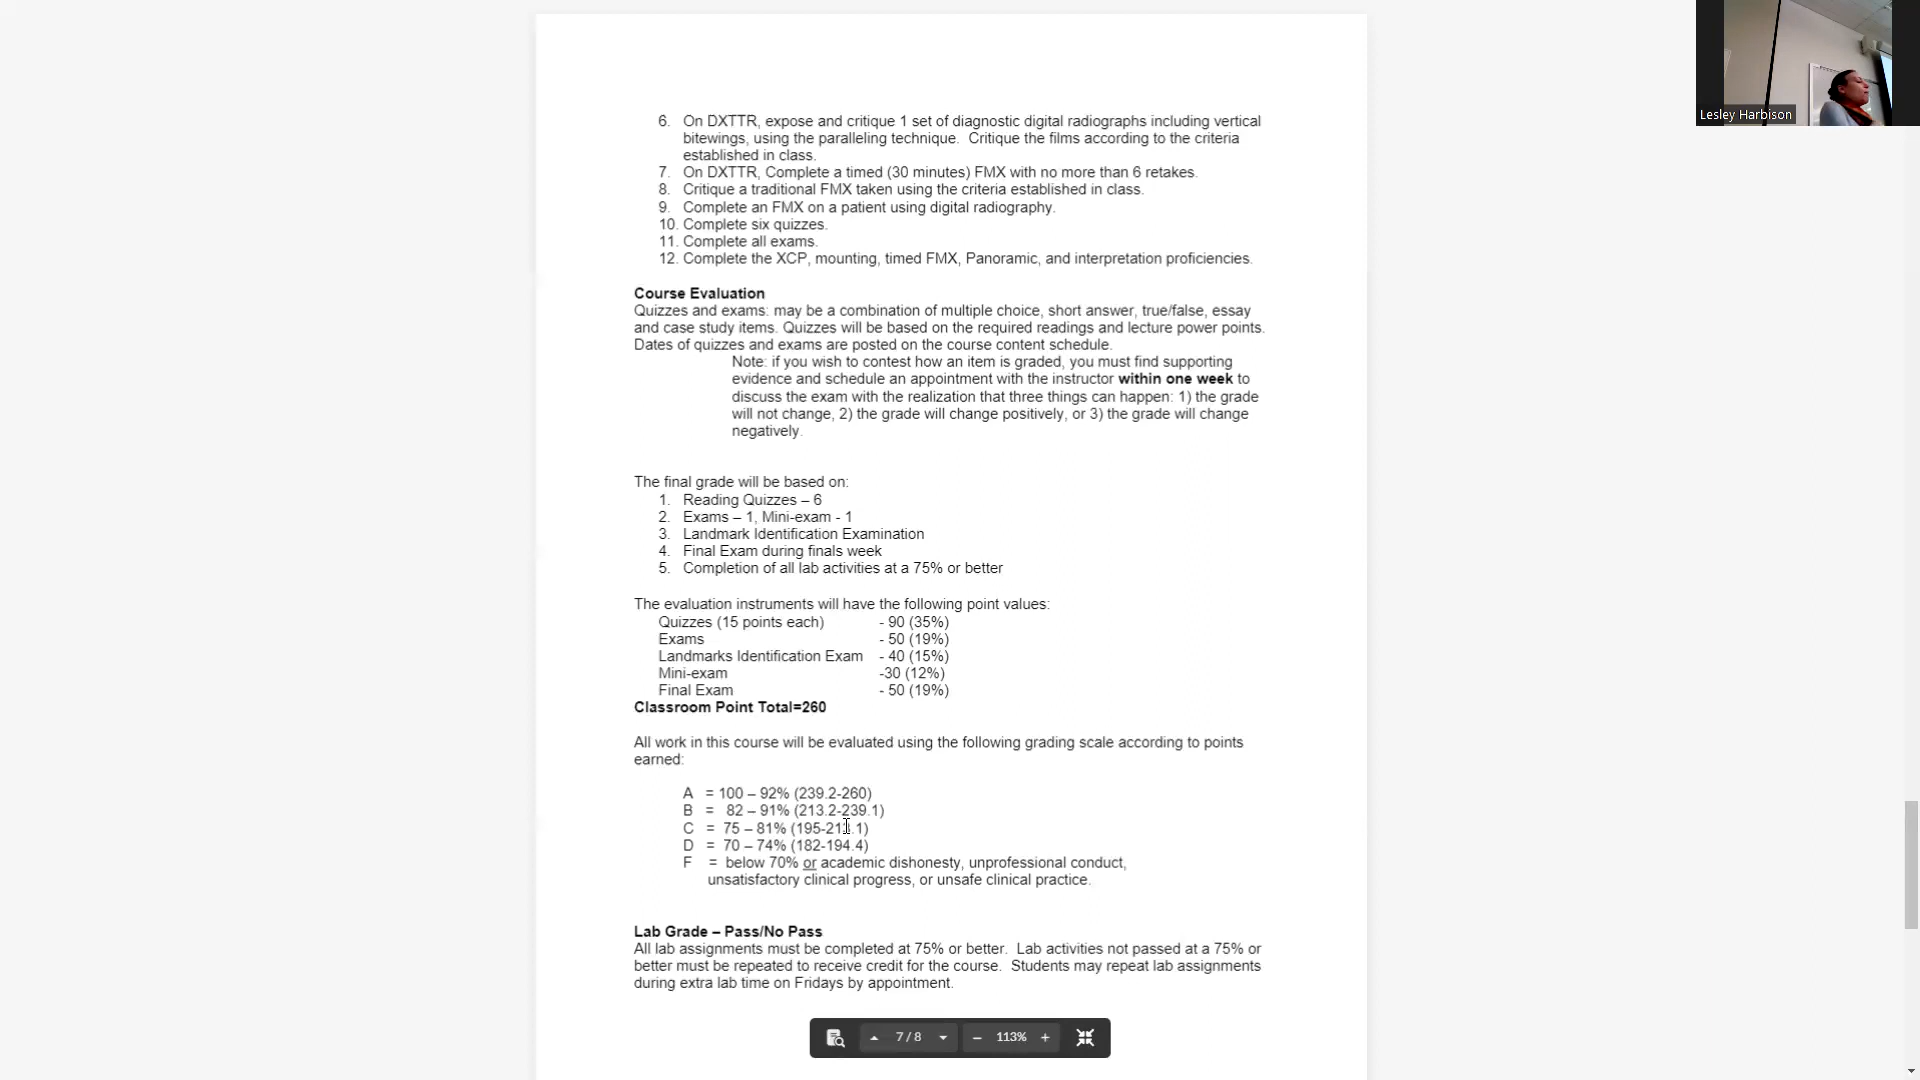 Lesley Harbison
6. On DXTTR, expose and critique 1 set of diagnostic digital radiographs including vertical
bitewings, using the paralleling technique.  Critique the films according to the criteria
established in class.
7. On DXTTR, Complete a timed (30 minutes) FMX with no more than 6 retakes.
8. Critique a traditional FMX taken using the criteria established in class.
9. Complete an FMX on a patient using digital radiography.
10. Complete six quizzes.
11. Complete all exams.
12. Complete the XCP, mounting, timed FMX, Panoramic, and interpretation proficiencies.
Course Evaluation
Quizzes and exams: may be a combination of multiple choice, short answer, true/false, essay
and case study items. Quizzes will be based on the required readings and lecture power points.
Dates of quizzes and exams are posted on the course content schedule.
Note: if you wish to contest how an item is graded, you must find supporting
evidence and schedule an appointment with the instructor within one week to
discuss the exam with the realization that three things can happen: 1) the grade
will not change, 2) the grade will change positively, or 3) the grade will change
negatively.
The final grade will be based on:
1. Reading Quizzes – 6
2. Exams – 1, Mini-exam - 1
3. Landmark Identification Examination
4. Final Exam during finals week
5. Completion of all lab activities at a 75% or better
The evaluation instruments will have the following point values:
Quizzes (15 points each) - 90 (35%)
Exams - 50 (19%)
Landmarks Identification Exam - 40 (15%)
Mini-exam -30 (12%)
Final Exam - 50 (19%)
Classroom Point Total=260
All work in this course will be evaluated using the following grading scale according to points
earned:
A = 100 – 92% (239.2-260)
B = 82 – 91% (213.2-239.1)
C = 75 – 81% (195-213.1)
D = 70 – 74% (182-194.4)
F = below 70% or academic dishonesty, unprofessional conduct,
unsatisfactory clinical progress, or unsafe clinical practice.
Lab Grade – Pass/No Pass
All lab assignments must be completed at 75% or better.  Lab activities not passed at a 75% or
better must be repeated to receive credit for the course.  Students may repeat lab assignments
during extra lab time on Fridays by appointment.
7 / 8 113%